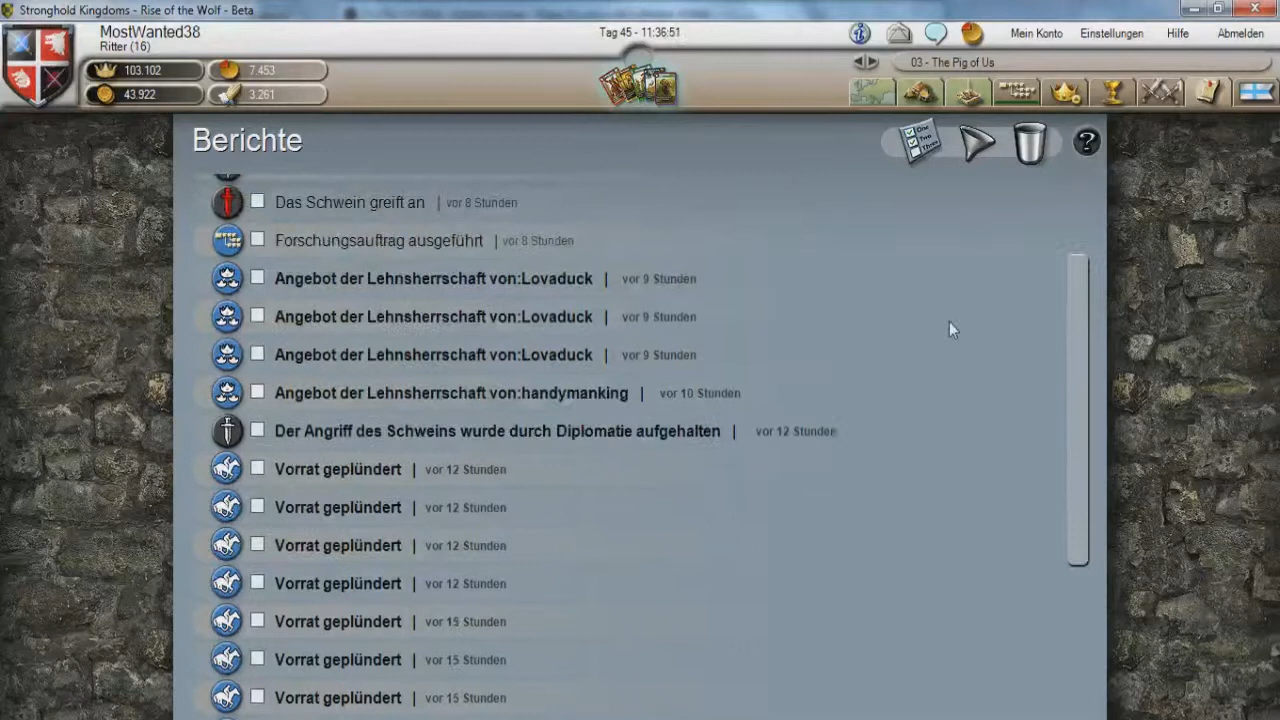 Stronghold Kingdoms - Rise of the Wolf - Beta
MostWanted38
Ritter (16)
Tag 45 - 11:36:51
Mein Konto Einstellungen Hilfe Abmelden
103.102 7.453
03 - The Pig of Us
43.922 3.261
Berichte
One
Two
Three
?
Das Schwein greift an | vor 8 Stunden
Forschungsauftrag ausgeführt | vor 8 Stunden
Angebot der Lehnsherrschaft von:Lovaduck | vor 9 Stunden
Angebot der Lehnsherrschaft von:Lovaduck | vor 9 Stunden
Angebot der Lehnsherrschaft von:Lovaduck | vor 9 Stunden
Angebot der Lehnsherrschaft von:handymanking | vor 10 Stunden
Der Angriff des Schweins wurde durch Diplomatie aufgehalten | vor 12 Stunden
Vorrat geplündert | vor 12 Stunden
Vorrat geplündert | vor 12 Stunden
Vorrat geplündert | vor 12 Stunden
Vorrat geplündert | vor 12 Stunden
Vorrat geplündert | vor 15 Stunden
Vorrat geplündert | vor 15 Stunden
Vorrat geplündert | vor 15 Stunden